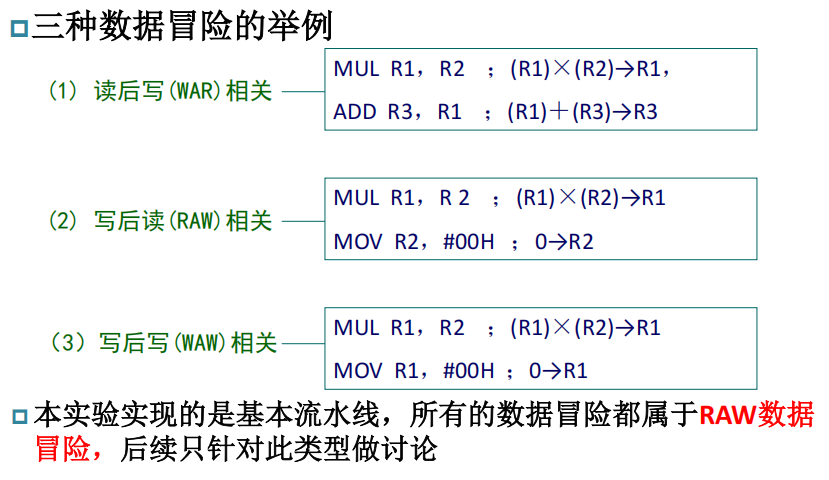 三种数据冒险的举例
(1) 读后写(WAR)相关
MUL R1，R2 ；(R1)×(R2)→R1，
ADD R3，R1 ；(R1)＋(R3)→R3
(2) 写后读(RAW)相关
MUL R1，R 2 ；(R1)×(R2)→R1
MOV R2，#00H ；0→R2
（3）写后写(WAW)相关
MUL R1，R2 ；(R1)×(R2)→R1
MOV R1，#00H ；0→R1
本实验实现的是基本流水线，所有的数据冒险都属于RAW数据
冒险，后续只针对此类型做讨论